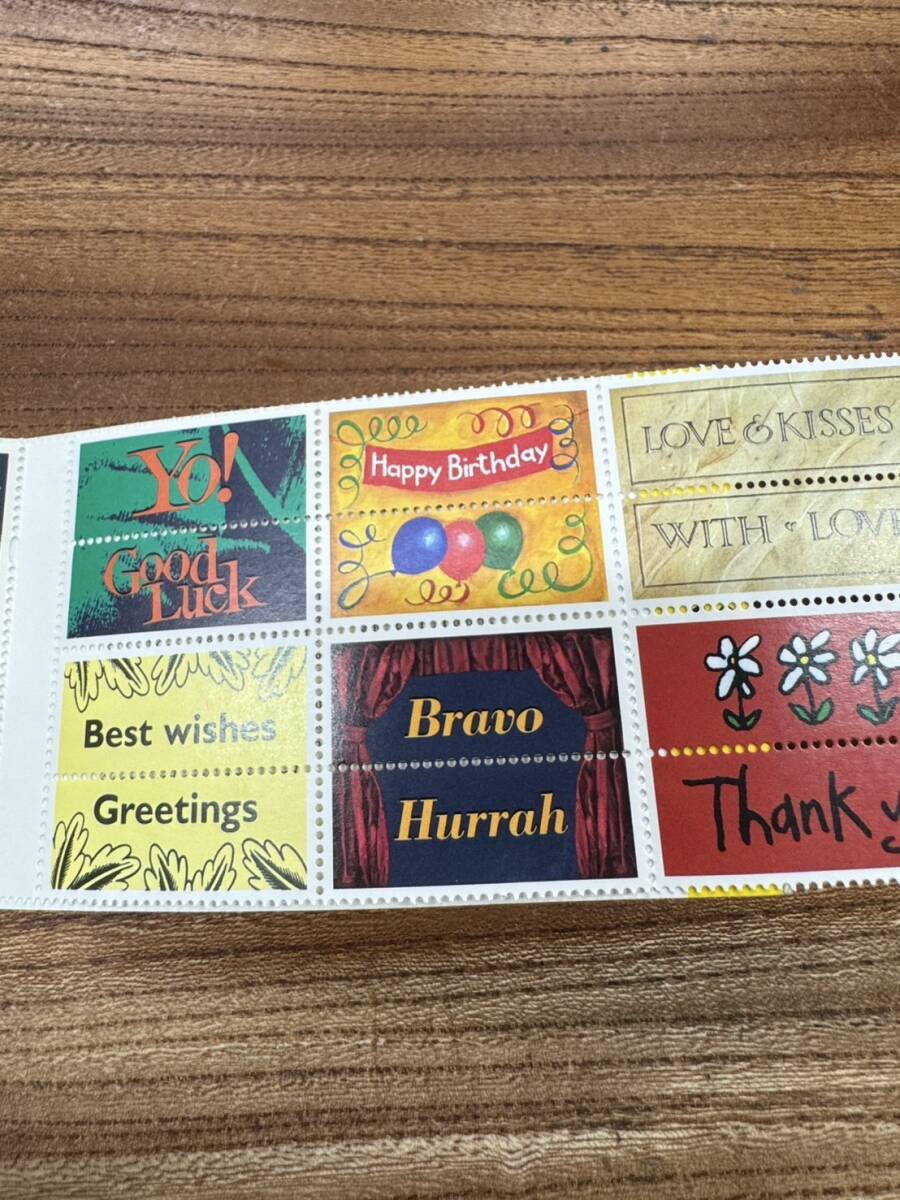 Yo!
Good
Luck
Happy Birthday
LOVE & KISSES
WITH LOVE
Best wishes
Greetings
Bravo
Hurrah
Thank